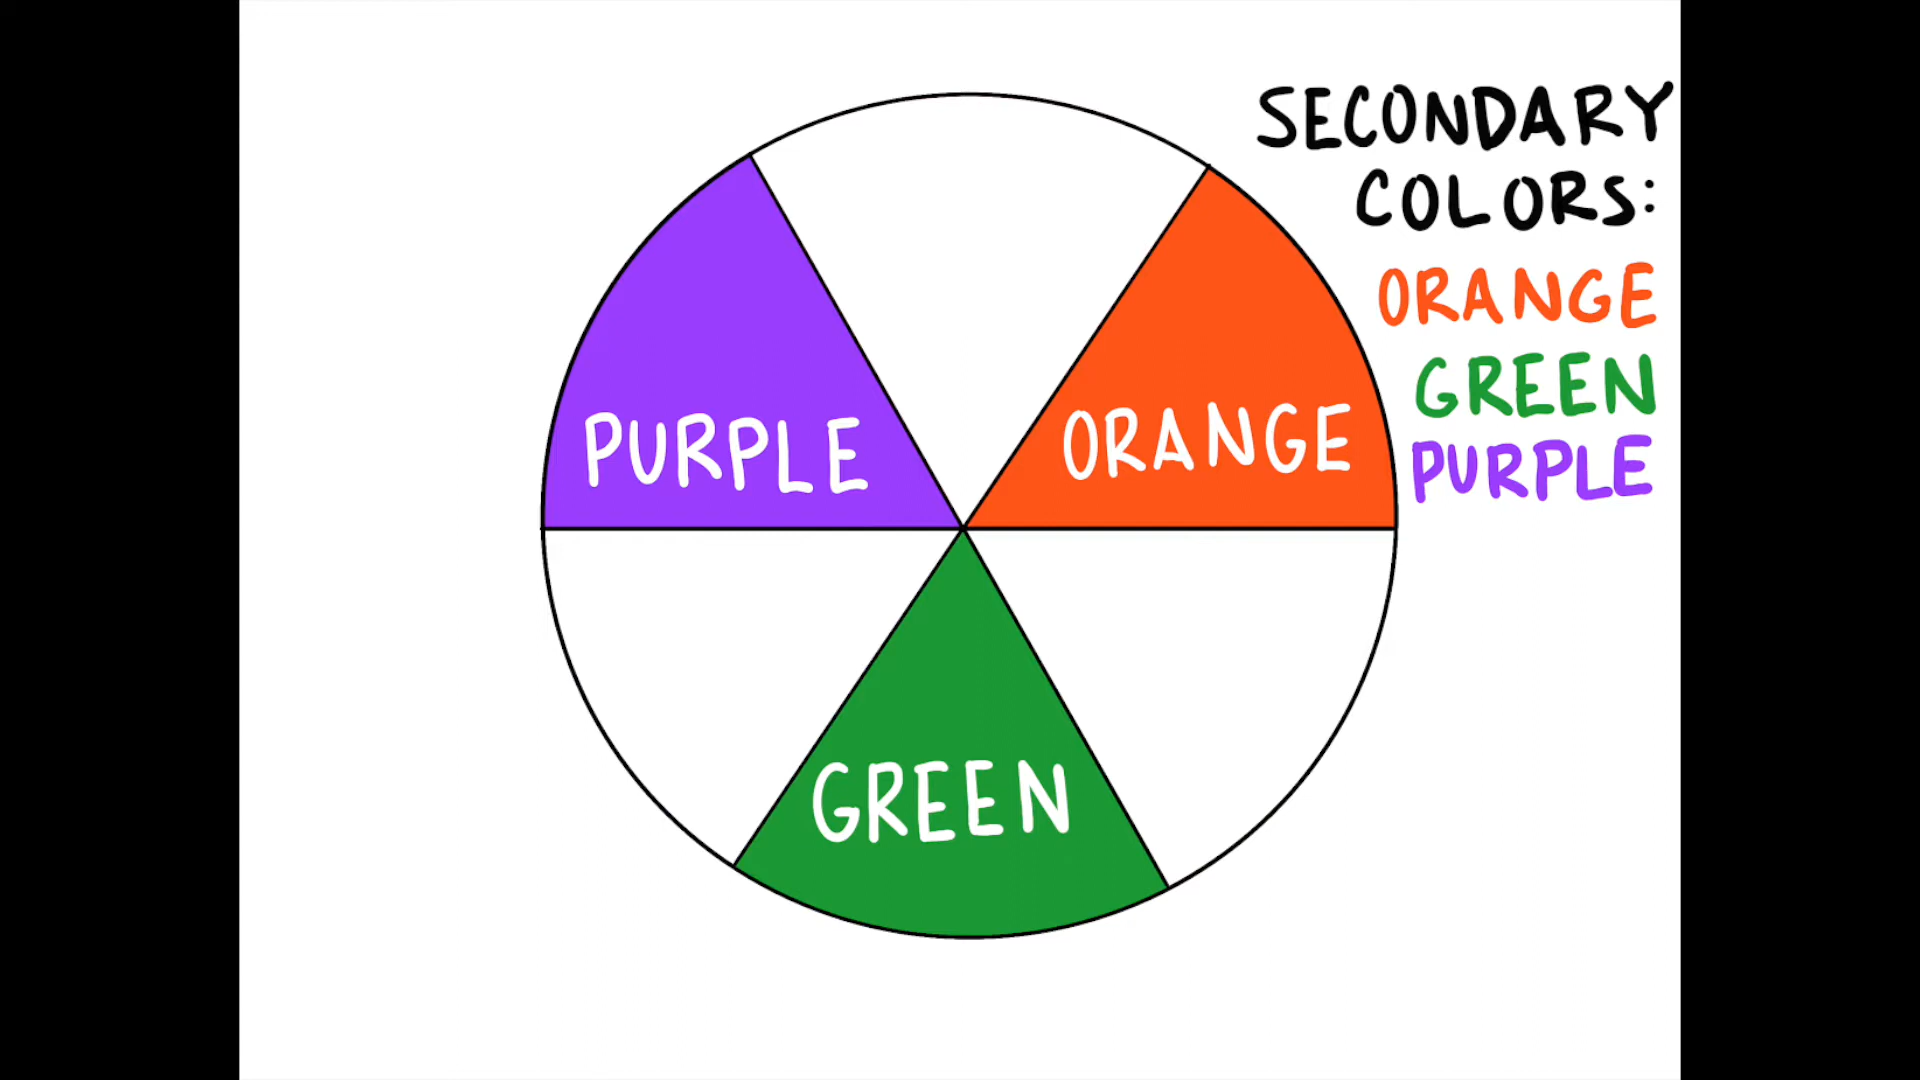 SECONDARY
COLORS:
ORANGE
GREEN
PURPLE
PURPLE
ORANGE
GREEN